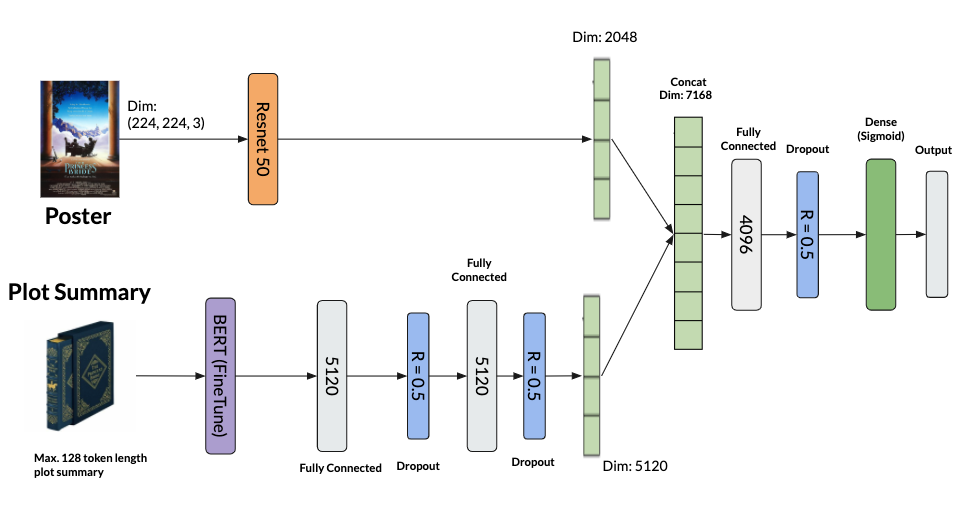 Dim: 2048
Concat
Dim: 7168
Dim:
(224, 224, 3)
Resnet 50
Fully
Connected
Dropout
Dense
(Sigmoid)
Output
PRINCESS
BRIDE
Poster
4096
R = 0.5
Plot Summary
Fully
Connected
BERT (FineTune)
5120
R = 0.5
5120
R = 0.5
Max. 128 token length
plot summary
Fully Connected
Dropout
Dropout
Dim: 5120